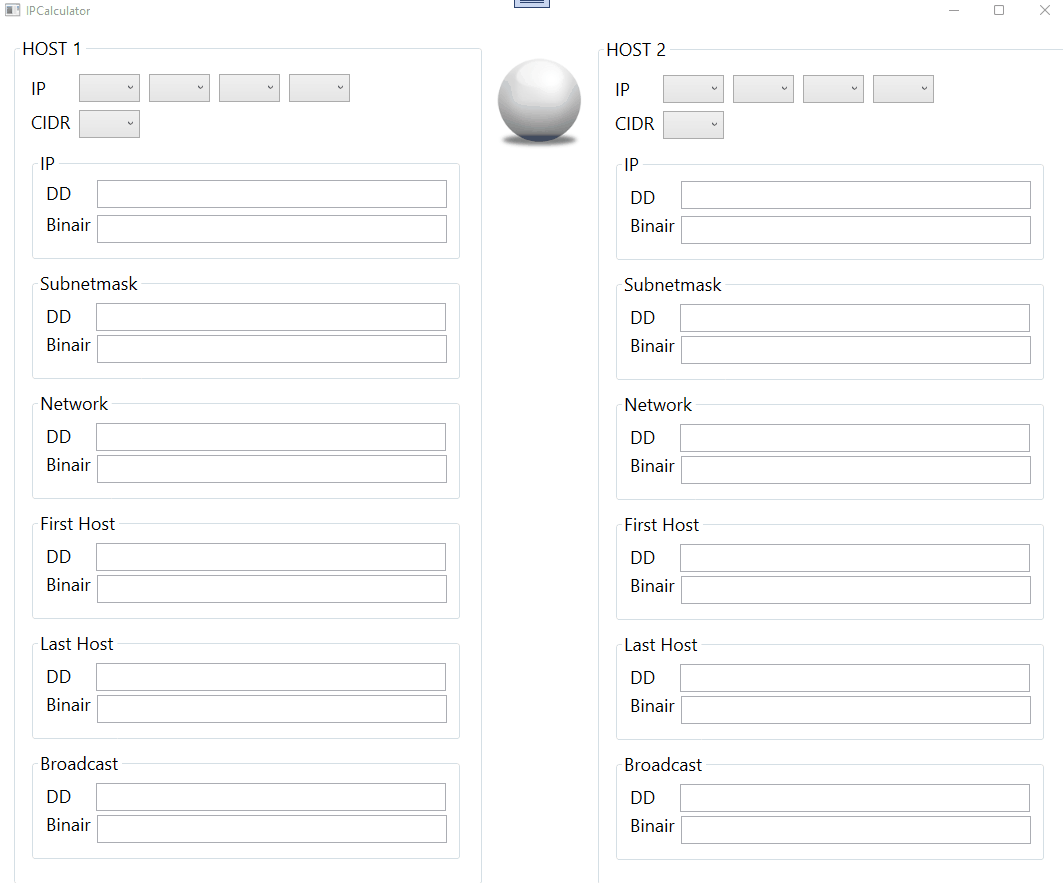 IPCalculator
HOST 1
IP
CIDR
IP
DD
Binair
Subnetmask
DD
Binair
Network
DD
Binair
First Host
DD
Binair
Last Host
DD
Binair
Broadcast
DD
Binair
HOST 2
IP
CIDR
IP
DD
Binair
Subnetmask
DD
Binair
Network
DD
Binair
First Host
DD
Binair
Last Host
DD
Binair
Broadcast
DD
Binair